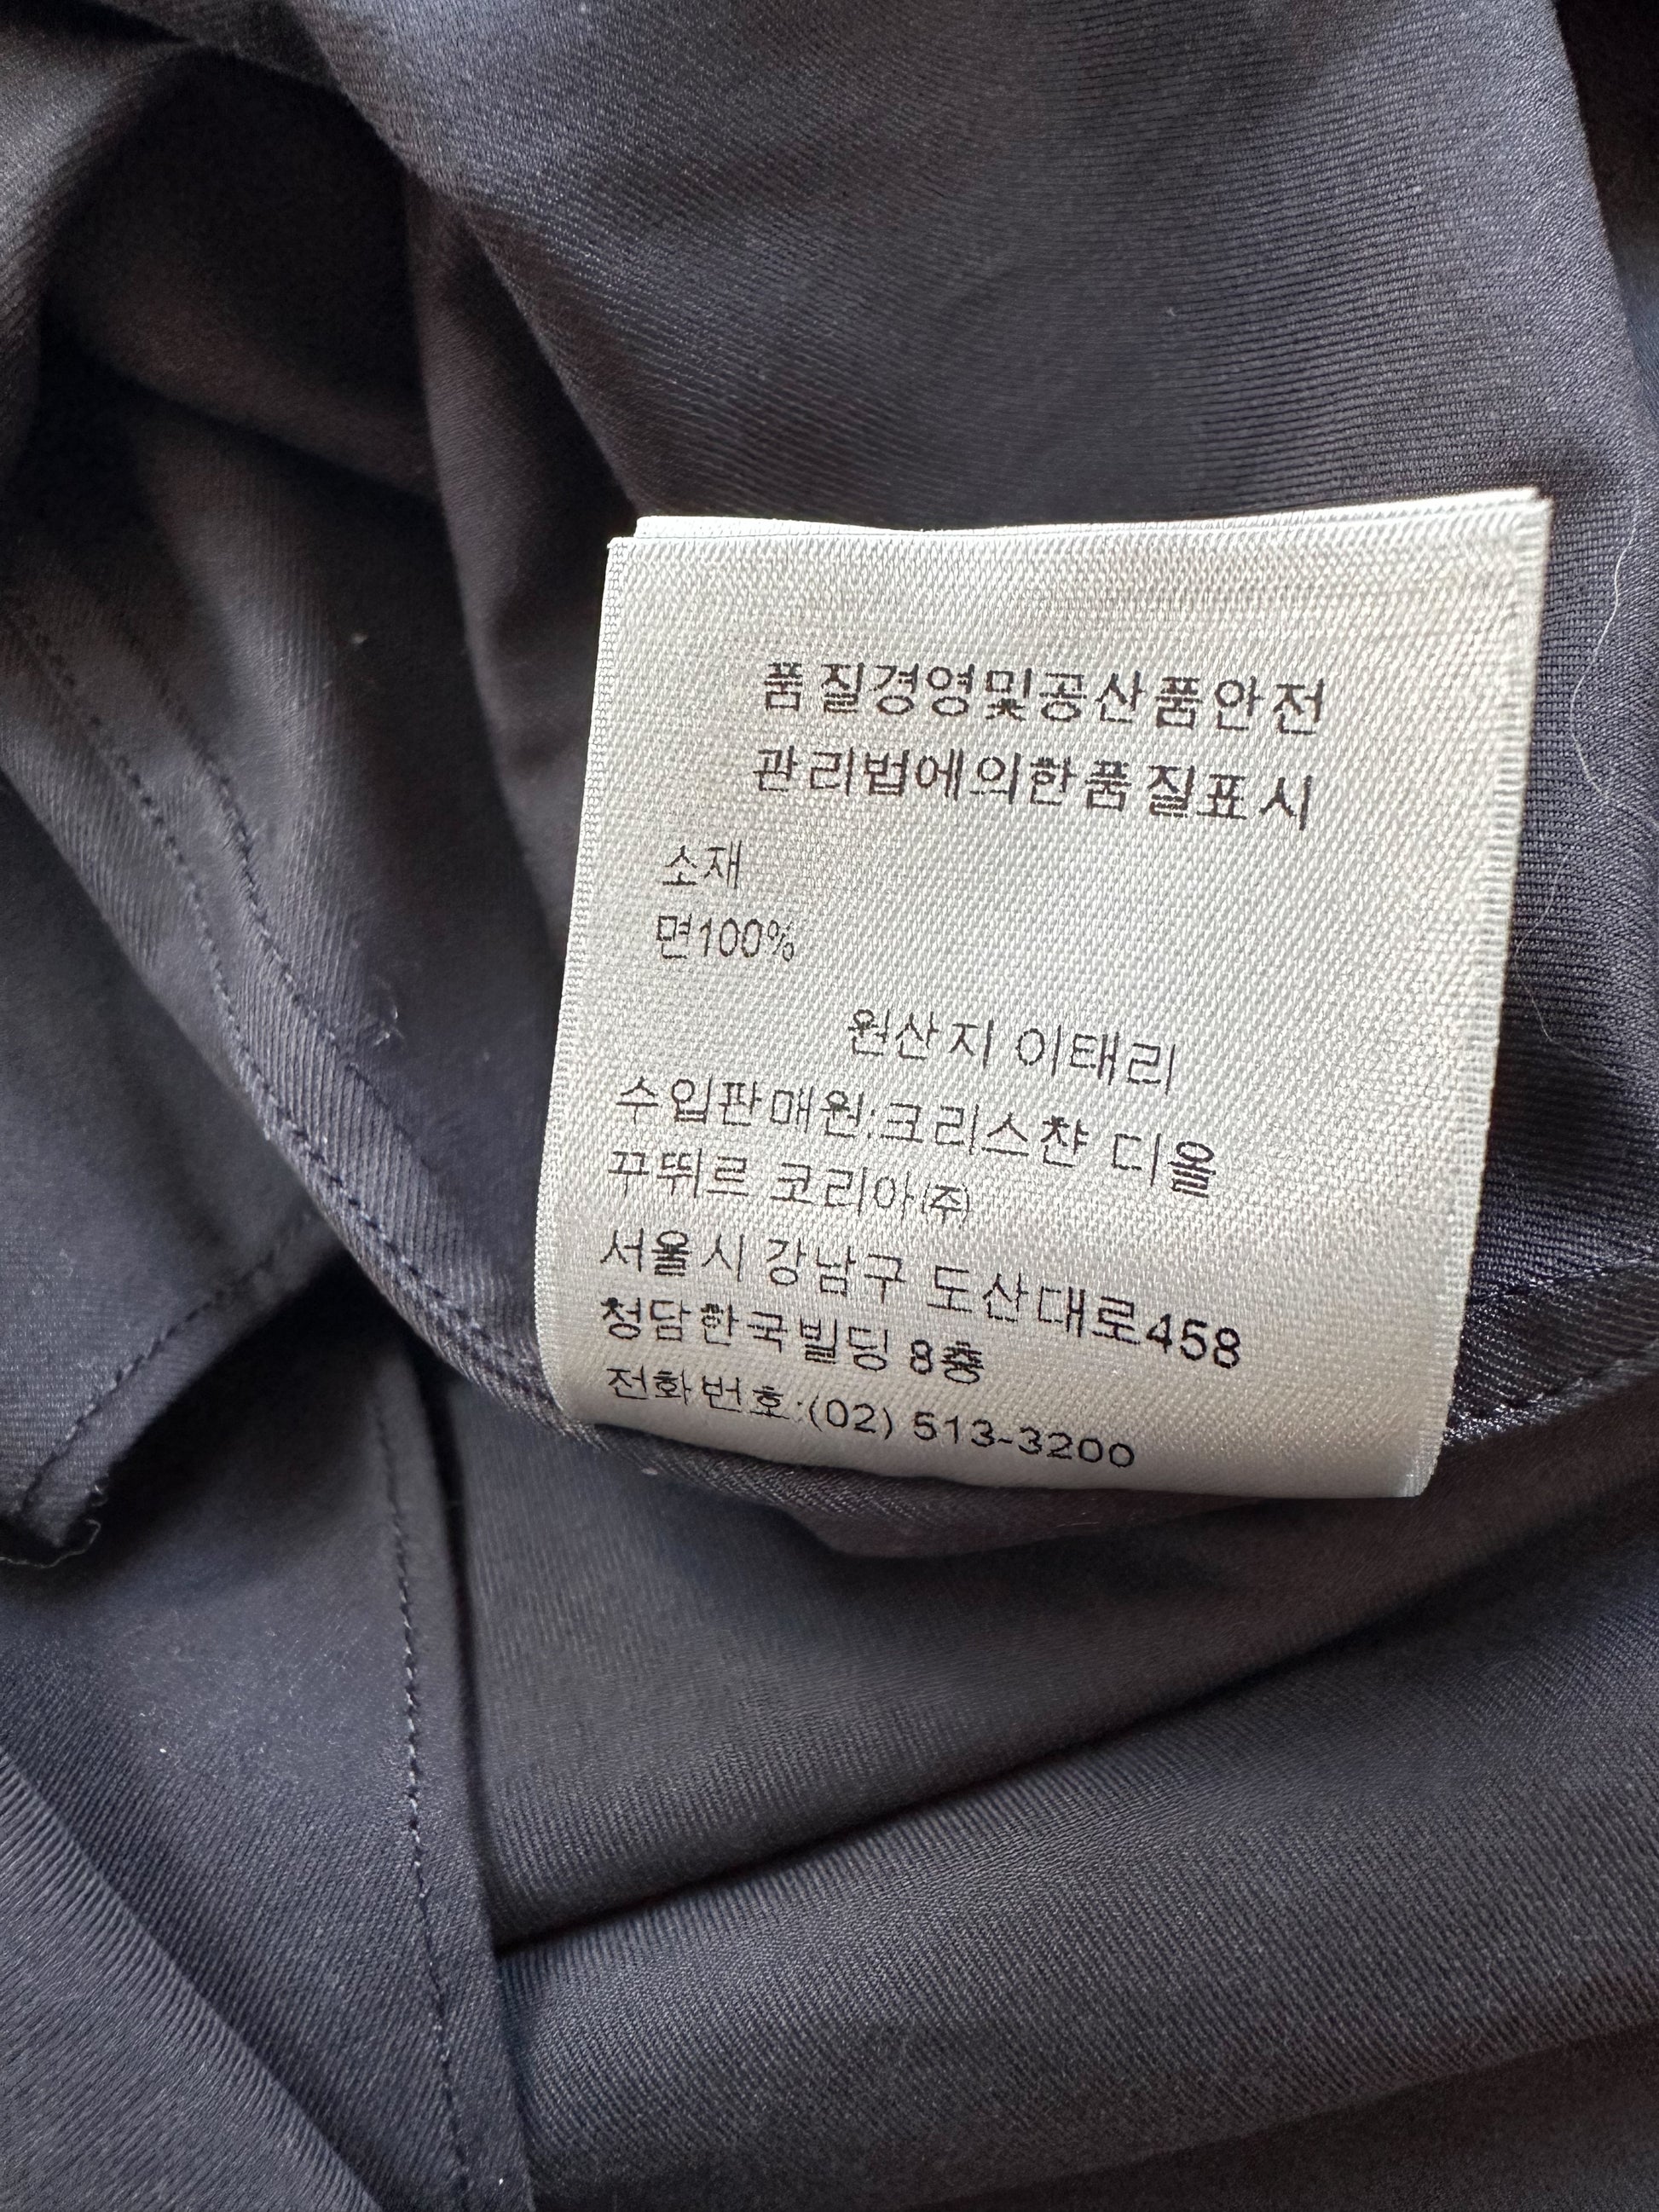 품질경영및공산품안전
관리법에의한품질표시
소재
면100%
원산지 이태리
수입판매원:크리스챤 디올
꾸뛰르 코리아(주)
서울시 강남구 도산대로458
청담한국빌딩 8층
전화번호:(02) 513-3200